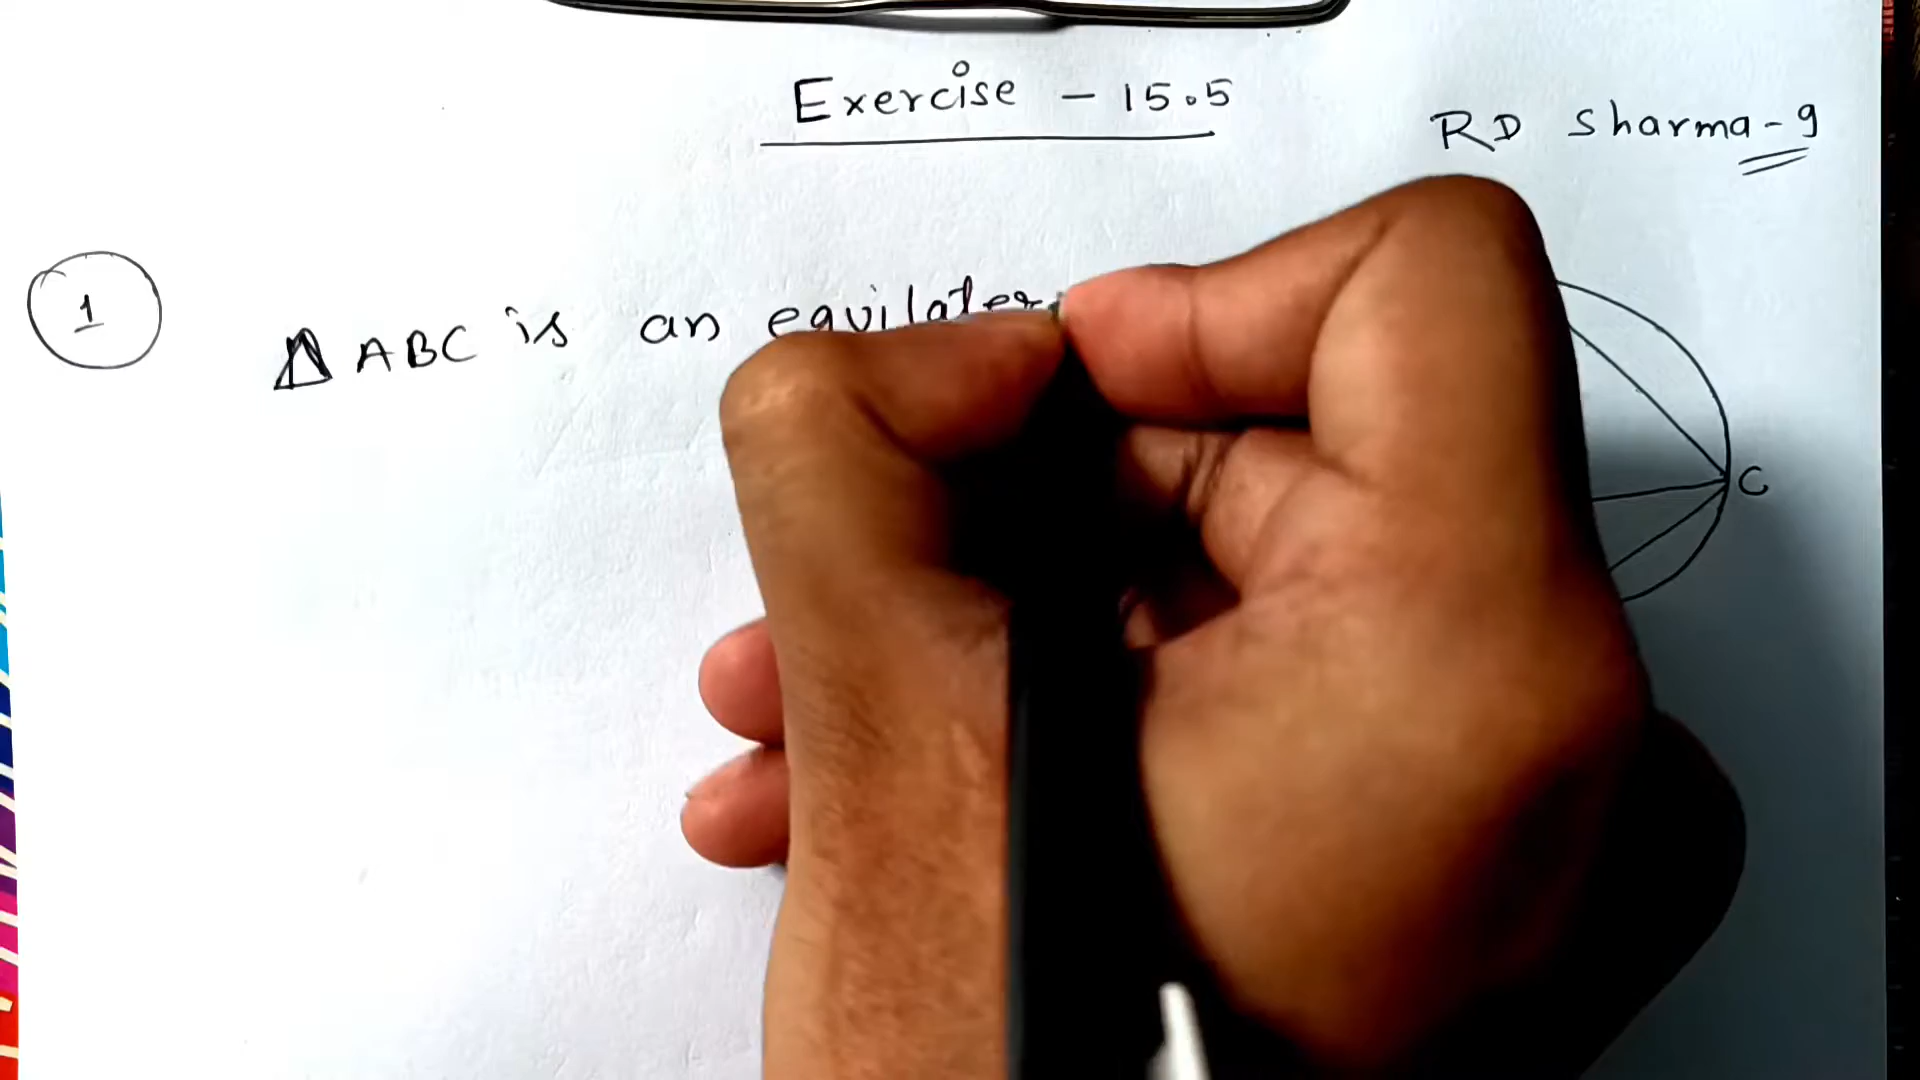 Exercise - 15.5
RD Sharma-9
1
Δ ABC is an equilater
C